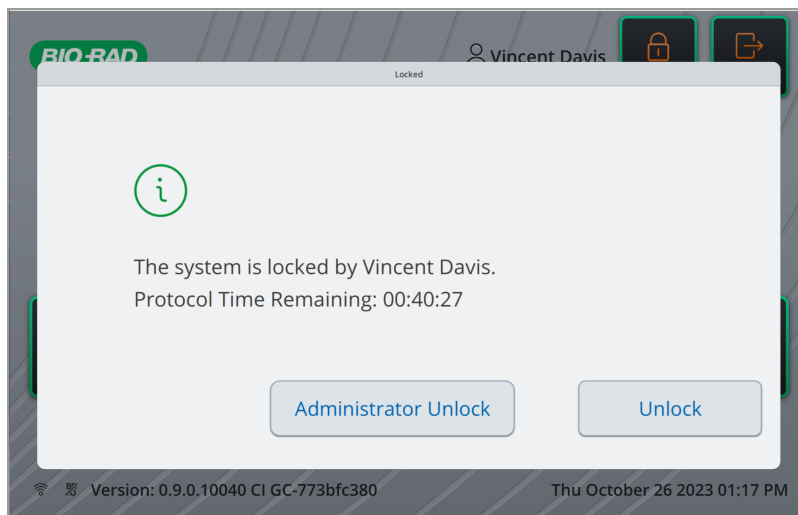 BIO-RAD
Vincent Davis
Locked
The system is locked by Vincent Davis.
Protocol Time Remaining: 00:40:27
Administrator Unlock
Unlock
Version: 0.9.0.10040 CI GC-773bfc380
Thu October 26 2023 01:17 PM